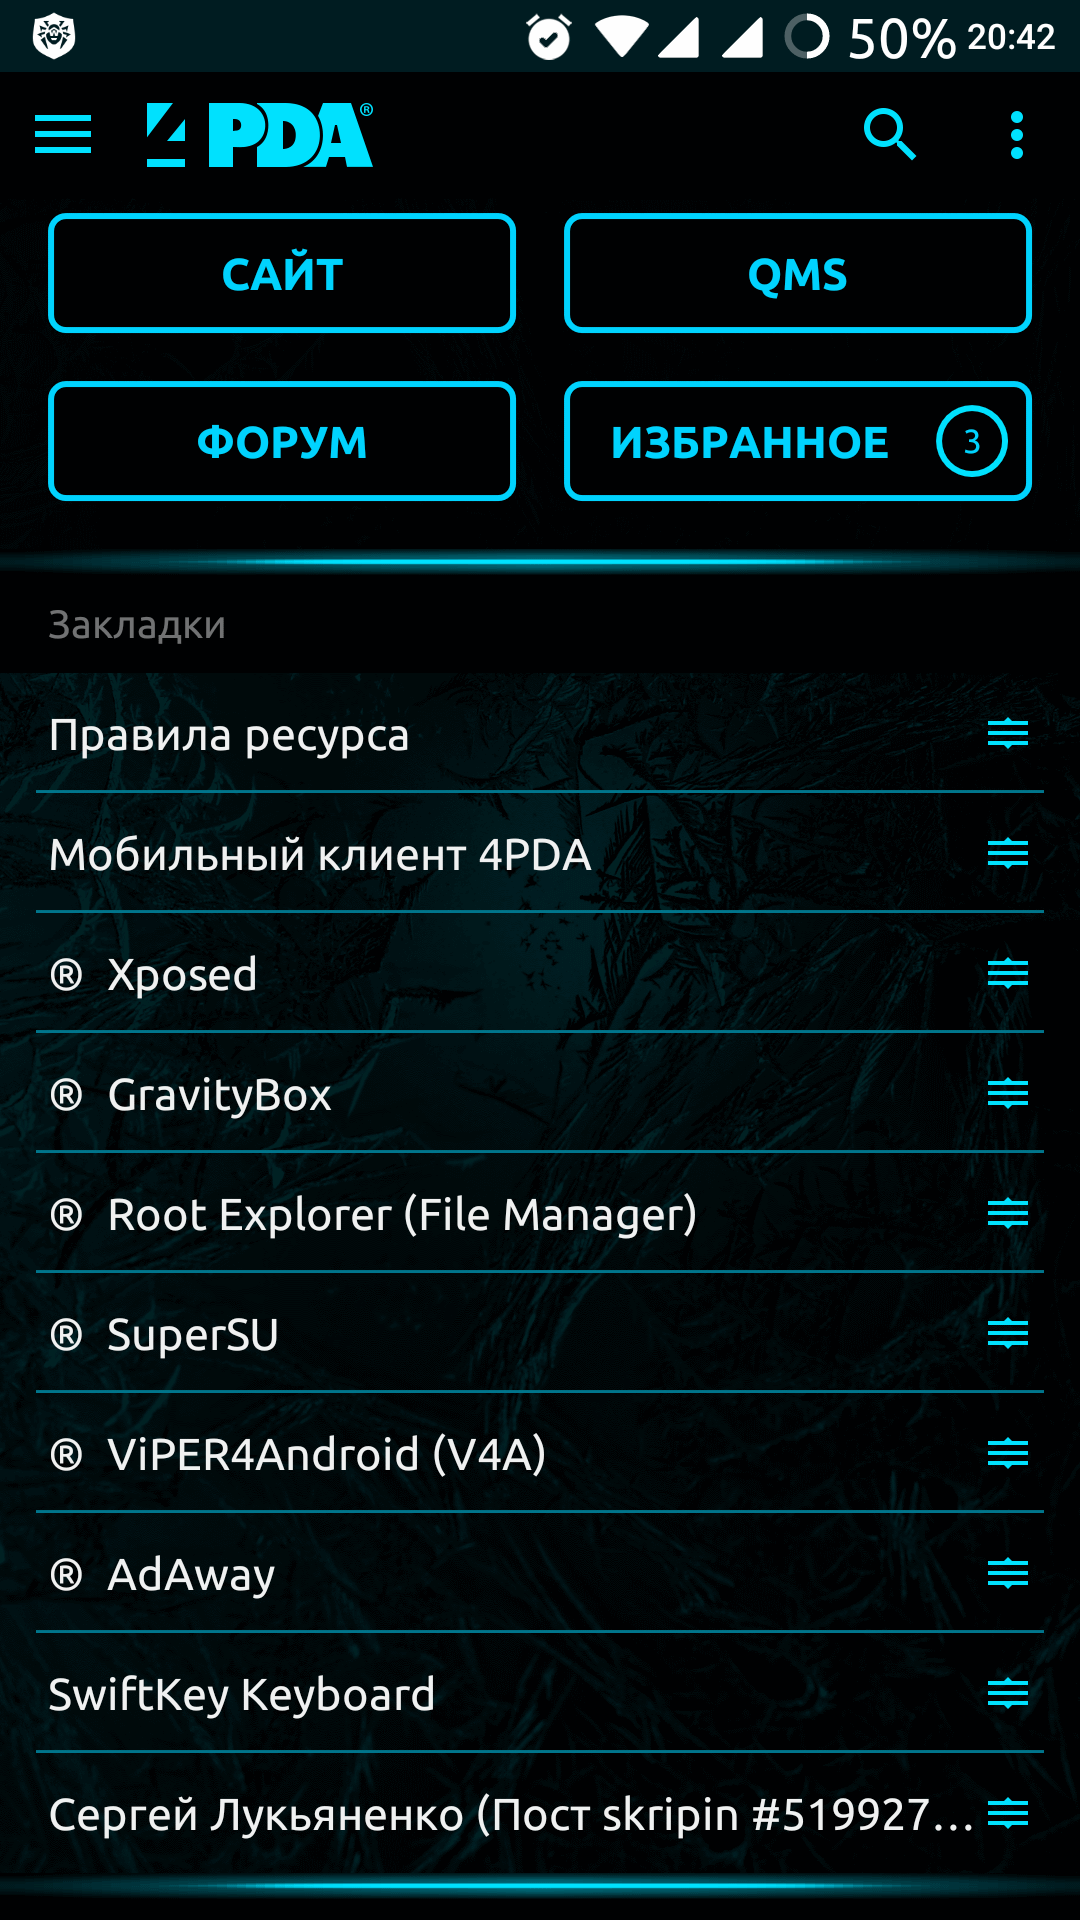 50% 20:42
4PDA®
САЙТ
QMS
ФОРУМ
ИЗБРАННОЕ 3
Закладки
Правила ресурса
Мобильный клиент 4PDA
® Xposed
® GravityBox
® Root Explorer (File Manager)
® SuperSU
® ViPER4Android (V4A)
® AdAway
SwiftKey Keyboard
Сергей Лукьяненко (Пост skripin #519927...